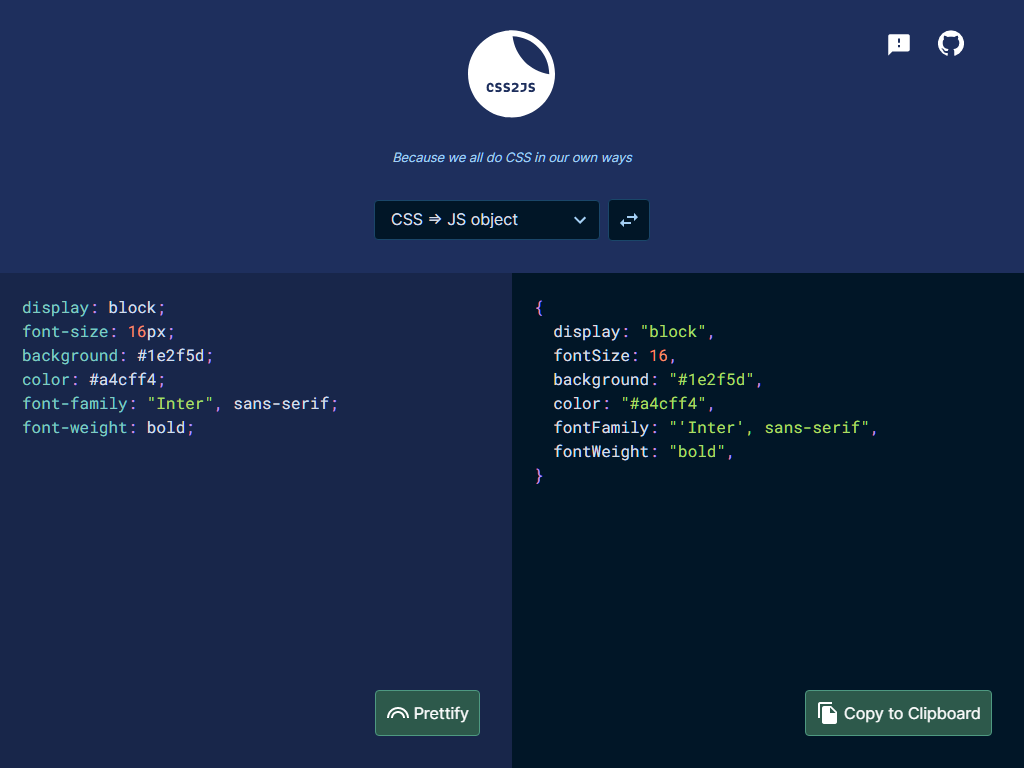 CSS2JS
Because we all do CSS in our own ways
CSS ⇒ JS object
display: block;
font-size: 16px;
background: #1e2f5d;
color: #a4cff4;
font-family: "Inter", sans-serif;
font-weight: bold;
{
  display: "block",
  fontSize: 16,
  background: "#1e2f5d",
  color: "#a4cff4",
  fontFamily: "'Inter', sans-serif",
  fontWeight: "bold",
}
Prettify
Copy to Clipboard